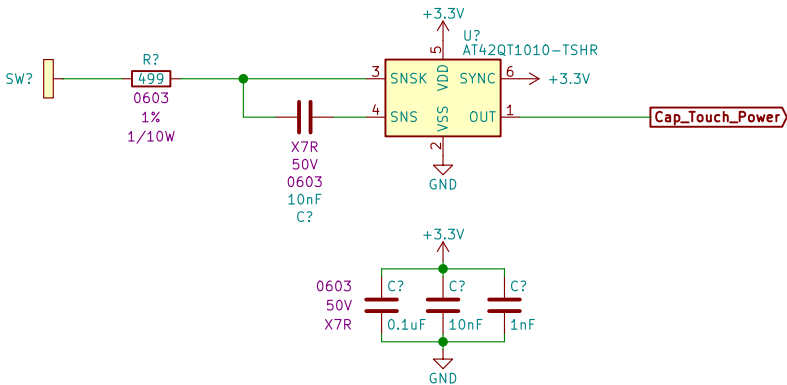 +3.3V
U?
AT42QT1010-TSHR
R?
SW?
499
0603
1%
1/10W
3
SNSK
VDD
5
SYNC
6
+3.3V
4
SNS
VSS
2
OUT
1
Cap_Touch_Power
X7R
50V
0603
10nF
C?
GND
+3.3V
0603
50V
X7R
C?
0.1uF
C?
10nF
C?
1nF
GND